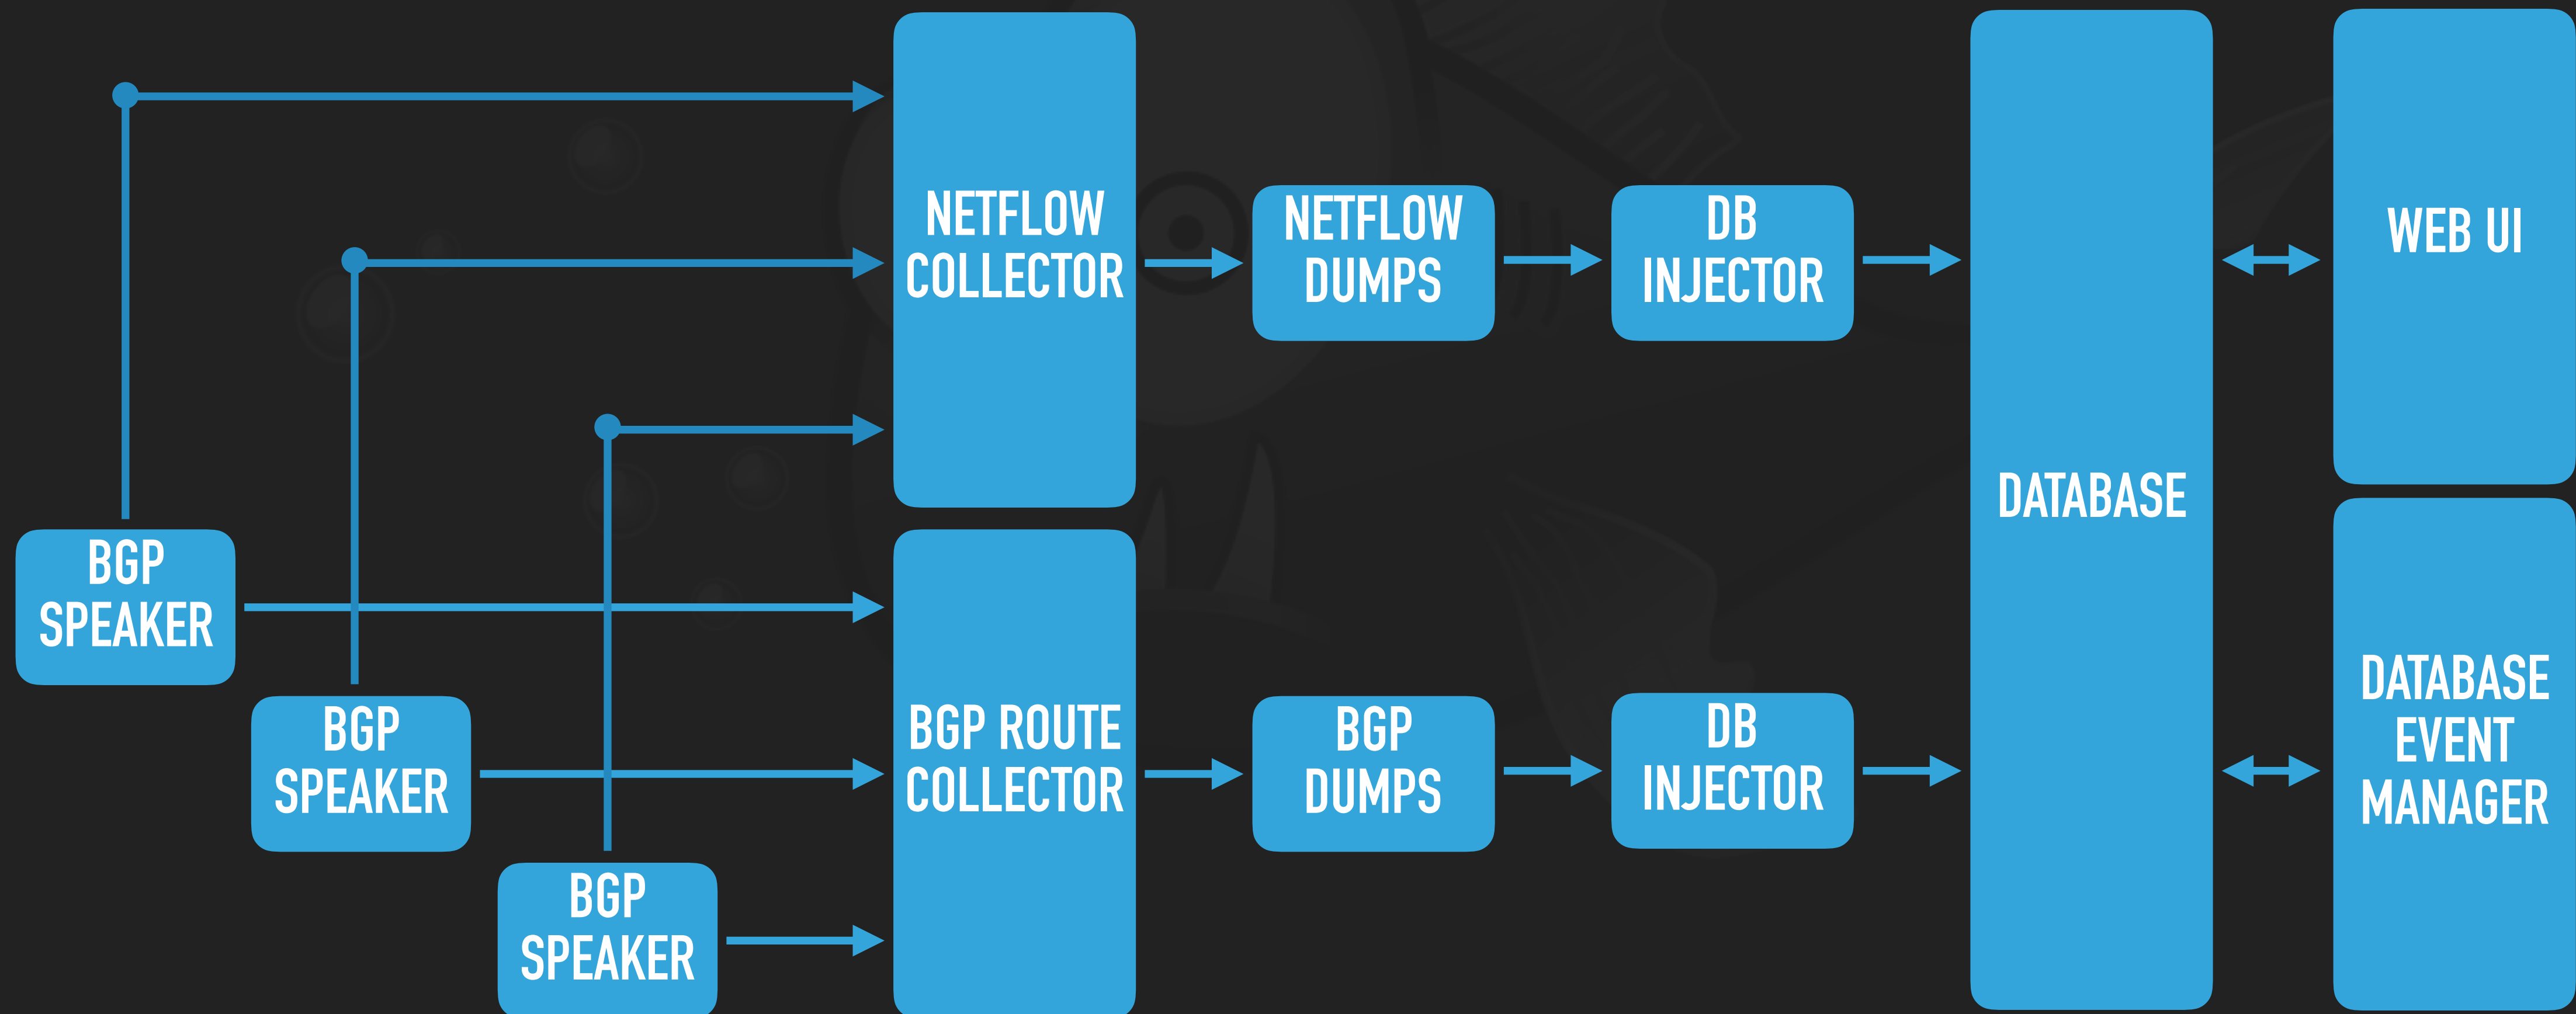 NETFLOW
COLLECTOR
NETFLOW
DUMPS
DB
INJECTOR
WEB UI
DATABASE
BGP
SPEAKER
BGP
SPEAKER
BGP
SPEAKER
BGP ROUTE
COLLECTOR
BGP
DUMPS
DB
INJECTOR
DATABASE
EVENT
MANAGER